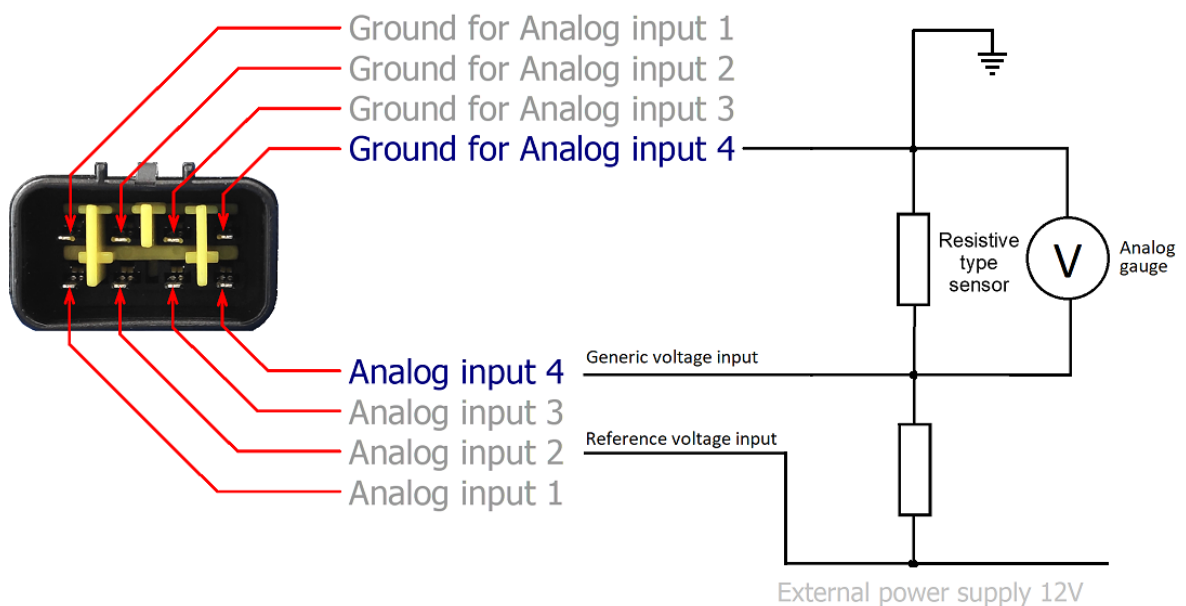 Ground for Analog input 1
Ground for Analog input 2
Ground for Analog input 3
Ground for Analog input 4
Resistive
type
sensor
V
Analog
gauge
Generic voltage input
Analog input 4
Analog input 3
Reference voltage input
Analog input 2
Analog input 1
External power supply 12V